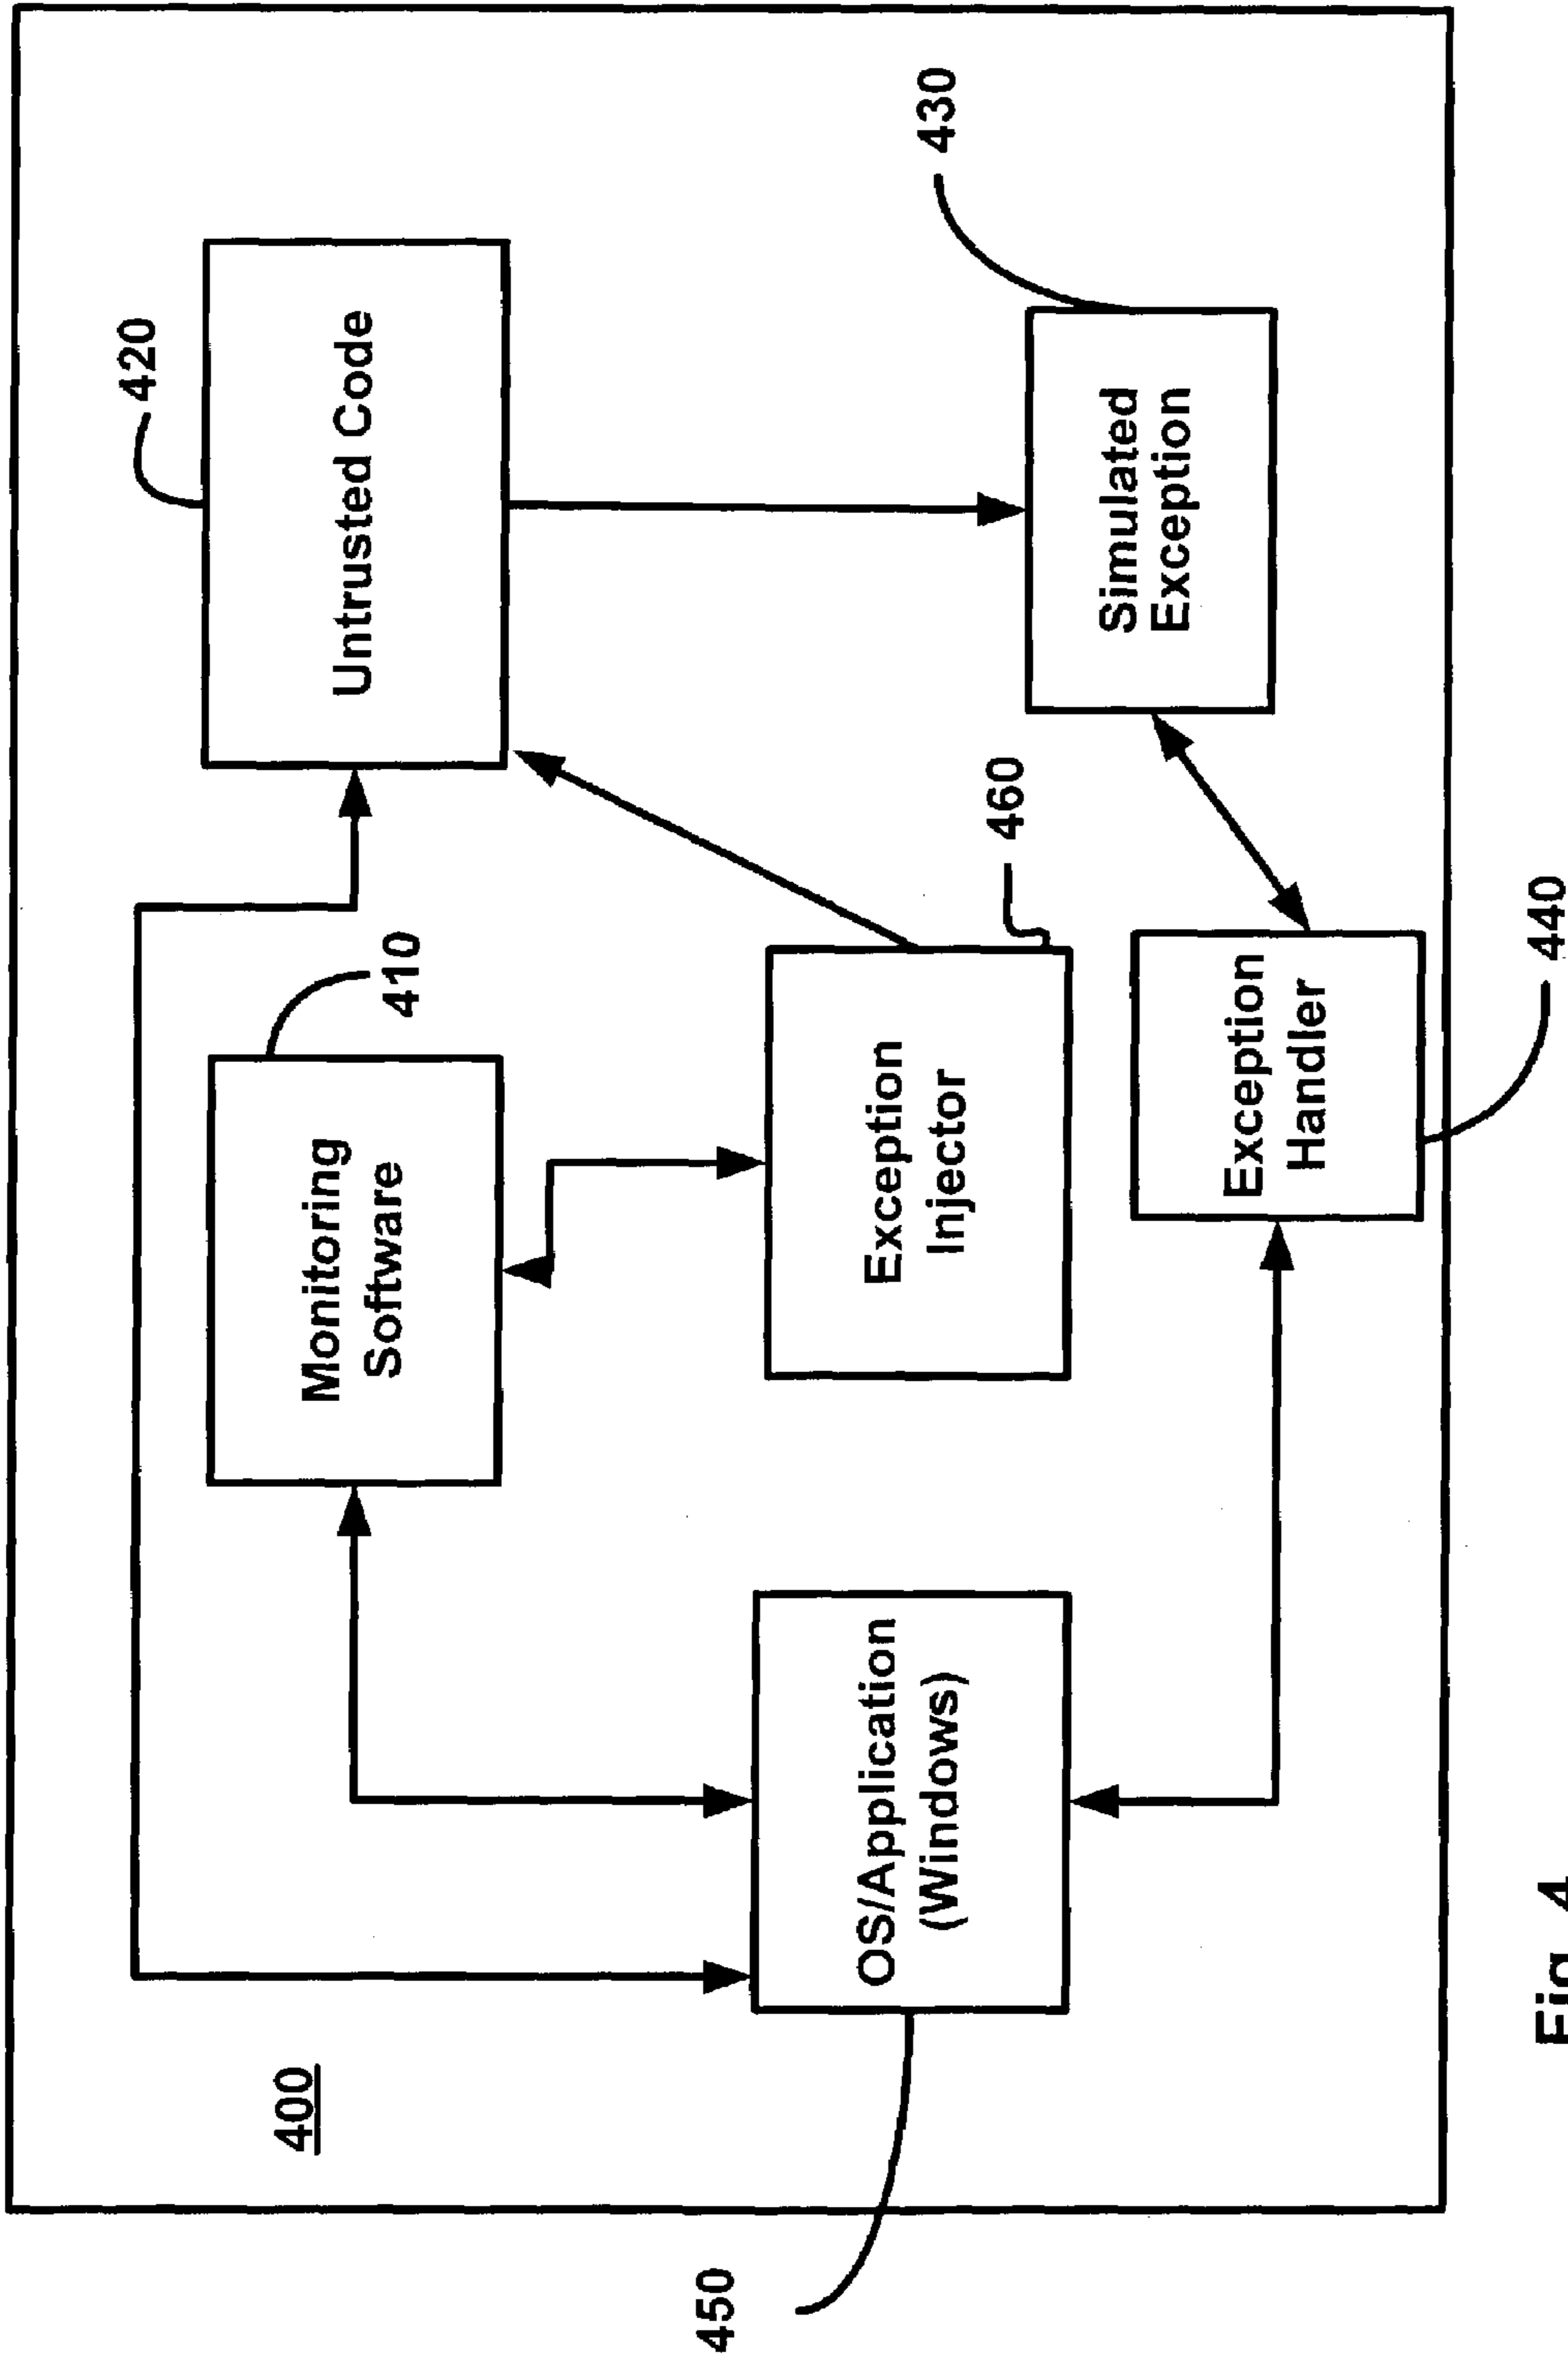 400
420
Untrusted Code
430
410
Monitoring
Software
460
Exception
Injector
Simulated
Exception
450
OS/Application
(Windows)
Exception
Handler
440
Fig. 4